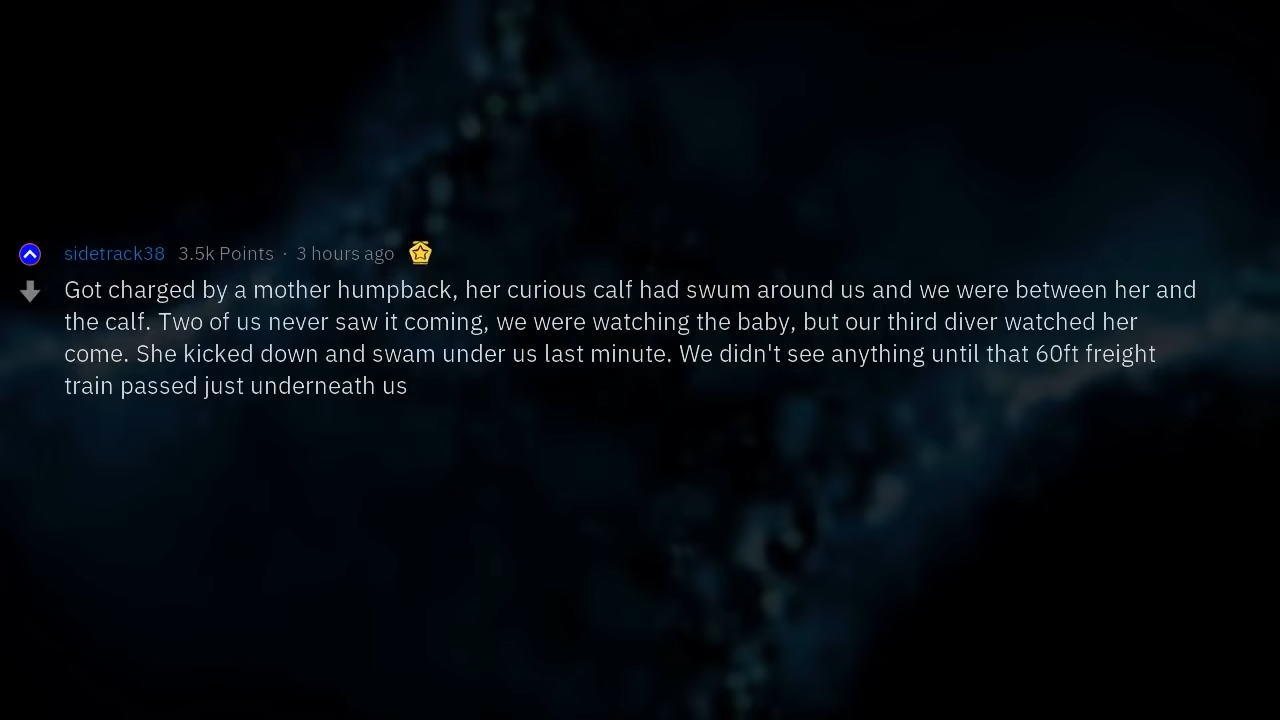 sidetrack38 3.5k Points · 3 hours ago
Got charged by a mother humpback, her curious calf had swum around us and we were between her and
the calf. Two of us never saw it coming, we were watching the baby, but our third diver watched her
come. She kicked down and swam under us last minute. We didn't see anything until that 60ft freight
train passed just underneath us